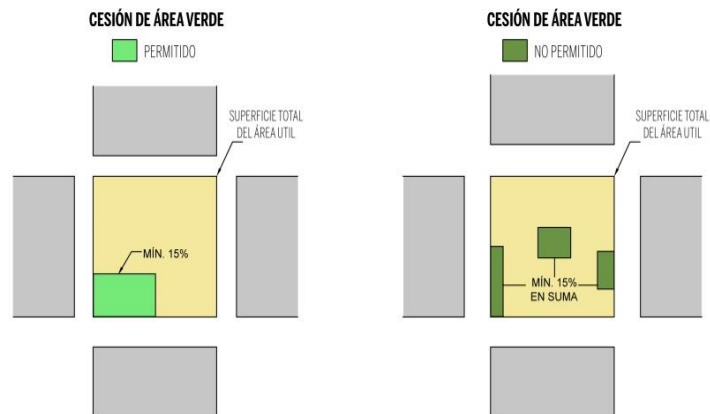 CESIÓN DE ÁREA VERDE
PERMITIDO
SUPERFICIE TOTAL
DEL ÁREA UTIL
MÍN. 15%
CESIÓN DE ÁREA VERDE
NO PERMITIDO
SUPERFICIE TOTAL
DEL ÁREA UTIL
MÍN. 15%
EN SUMA